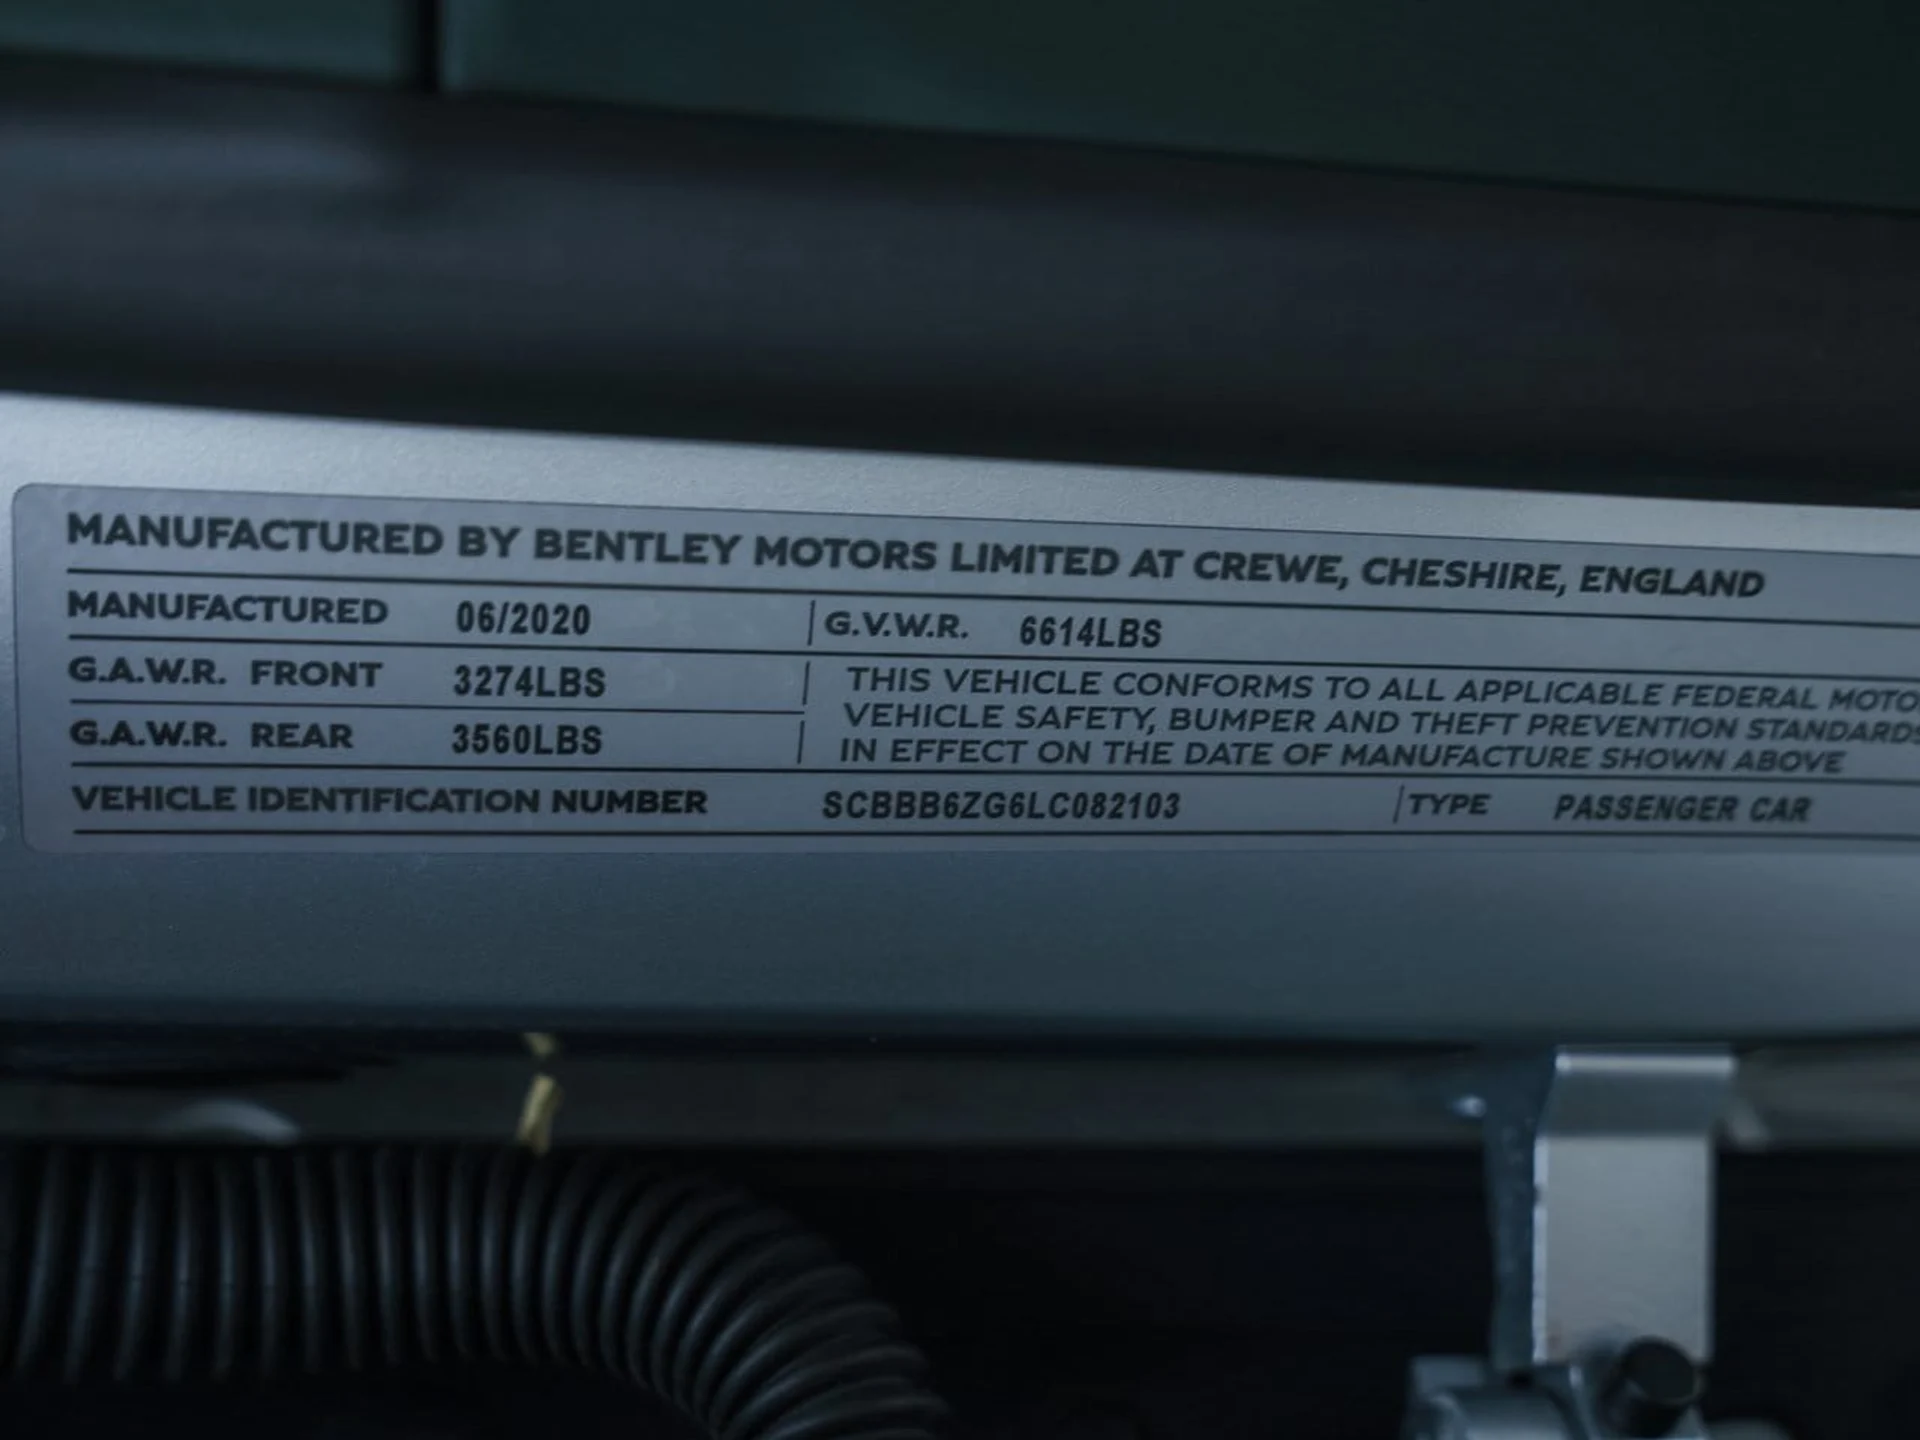 MANUFACTURED BY BENTLEY MOTORS LIMITED AT CREWE, CHESHIRE, ENGLAND
MANUFACTURED 06/2020 G.V.W.R. 6614LBS
G.A.W.R. FRONT 3274LBS
THIS VEHICLE CONFORMS TO ALL APPLICABLE FEDERAL MOTO
VEHICLE SAFETY, BUMPER AND THEFT PREVENTION STANDARDS
IN EFFECT ON THE DATE OF MANUFACTURE SHOWN ABOVE
G.A.W.R. REAR 3560LBS
VEHICLE IDENTIFICATION NUMBER SCBBB6ZG6LC082103 TYPE PASSENGER CAR